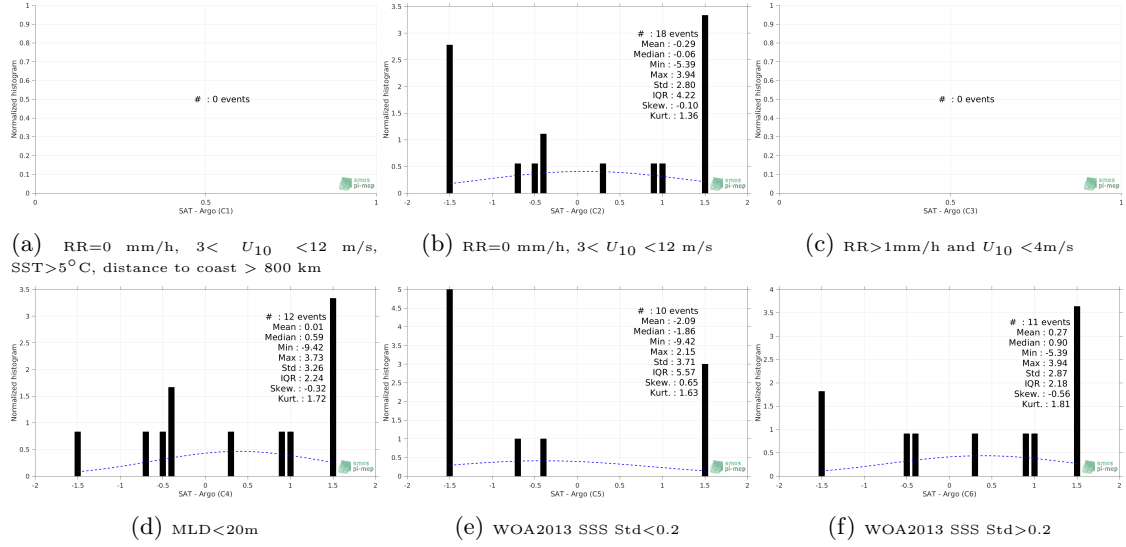 1
0.9
0.8
0.7
0.6
0.5
0.4
0.3
0.2
0.1
0
Normalized histogram
# : 0 events
smos
pi-mep
0 0.5 1
SAT - Argo (C1)
(a) RR=0 mm/h, 3< U10 <12 m/s,
SST>5°C, distance to coast > 800 km
3.5
3
2.5
2
1.5
1
0.5
0
Normalized histogram
# : 18 events
Mean : -0.29
Median : -0.06
Min : -5.39
Max : 3.94
Std : 2.80
IQR : 4.22
Skew. : -0.10
Kurt. : 1.36
smos
pi-mep
-2 -1.5 -1 -0.5 0 0.5 1 1.5 2
SAT - Argo (C2)
(b) RR=0 mm/h, 3< U10 <12 m/s
1
0.9
0.8
0.7
0.6
0.5
0.4
0.3
0.2
0.1
0
Normalized histogram
# : 0 events
smos
pi-mep
0 0.5 1
SAT - Argo (C3)
(c) RR>1mm/h and U10 <4m/s
3.5
3
2.5
2
1.5
1
0.5
0
Normalized histogram
# : 12 events
Mean : 0.01
Median : 0.59
Min : -9.42
Max : 3.73
Std : 3.26
IQR : 2.24
Skew. : -0.32
Kurt. : 1.72
smos
pi-mep
-2 -1.5 -1 -0.5 0 0.5 1 1.5 2
SAT - Argo (C4)
(d) MLD<20m
5
4.5
4
3.5
3
2.5
2
1.5
1
0.5
0
Normalized histogram
# : 10 events
Mean : -2.09
Median : -1.86
Min : -9.42
Max : 2.15
Std : 3.71
IQR : 5.57
Skew. : 0.65
Kurt. : 1.63
smos
pi-mep
-2 -1.5 -1 -0.5 0 0.5 1 1.5 2
SAT - Argo (C5)
(e) WOA2013 SSS Std<0.2
4
3.5
3
2.5
2
1.5
1
0.5
0
Normalized histogram
# : 11 events
Mean : 0.27
Median : 0.90
Min : -5.39
Max : 3.94
Std : 2.87
IQR : 2.18
Skew. : -0.56
Kurt. : 1.81
smos
pi-mep
-2 -1.5 -1 -0.5 0 0.5 1 1.5 2
SAT - Argo (C6)
(f) WOA2013 SSS Std>0.2